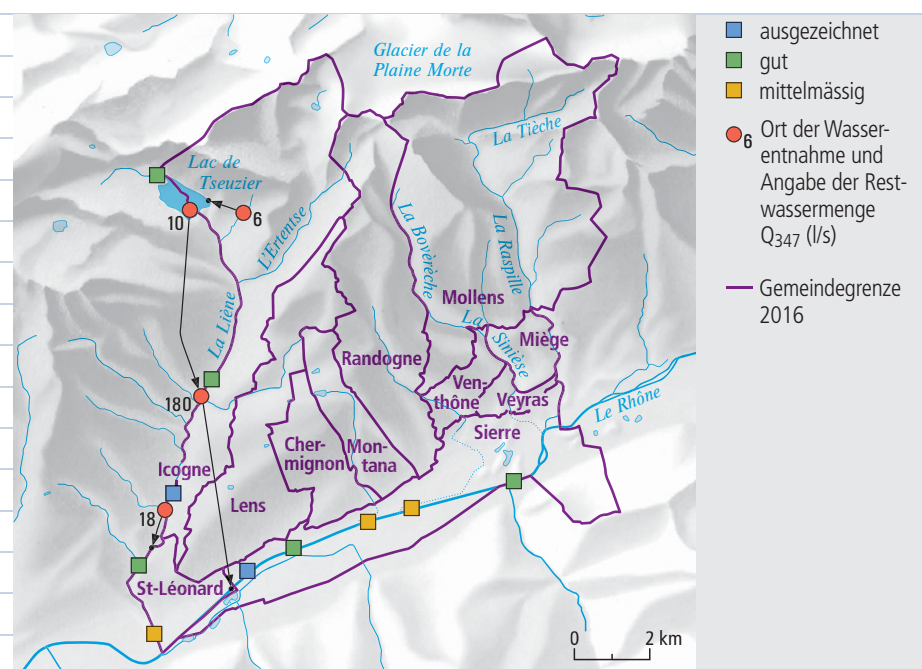 Glacier de la
Plaine Morte
La Tièche
Lac de
Tseuzier
10
6
L'Ertentse
La Bovèrèche
La Raspille
La Liène
Mollens
La
Sinièse
Miège
Randogne
Ven-
thône
Veyras
Le Rhône
180
Sierre
Cher-
mignon
Mon-
tana
Icogne
Lens
18
St-Léonard
0 2 km
ausgezeichnet
gut
mittelmässig
6 Ort der Wasser-
entnahme und
Angabe der Rest-
wassermenge
Q347 (l/s)
Gemeindegrenze
2016